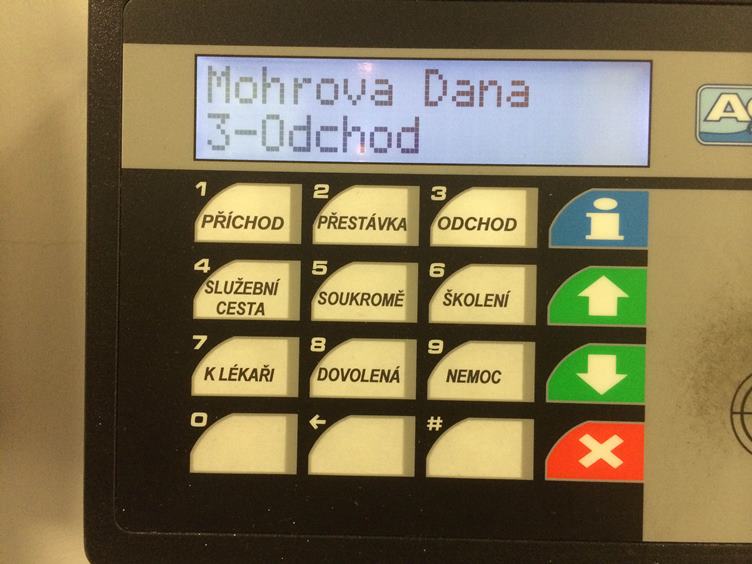 Mohrova Dana
3-Odchod
1 PŘÍCHOD
2 PŘESTÁVKA
3 ODCHOD
i
4 SLUŽEBNÍ
CESTA
5 SOUKROMĚ
6 ŠKOLENÍ
7 K LÉKAŘI
8 DOVOLENÁ
9 NEMOC
0
←
#